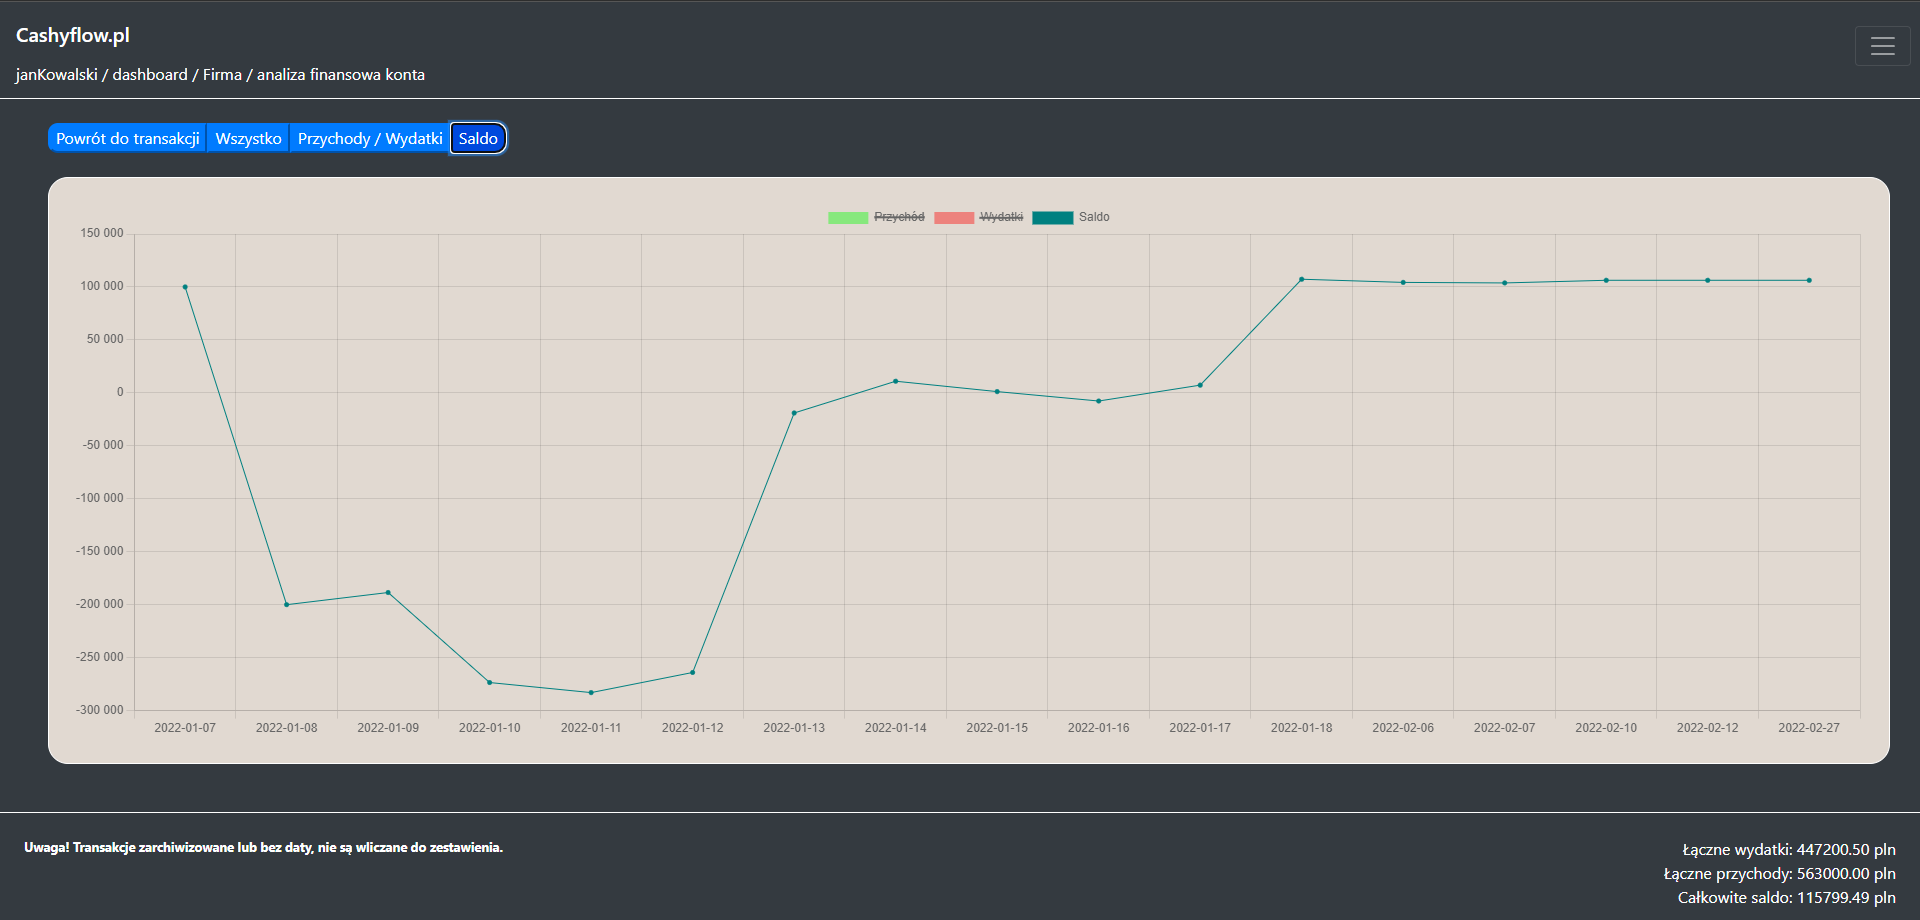 Cashyflow.pl
janKowalski / dashboard / Firma / analiza finansowa konta
Powrót do transakcji Wszystko Przychody / Wydatki Saldo
Przychód Wydatki Saldo
150 000
100 000
50 000
0
-50 000
-100 000
-150 000
-200 000
-250 000
-300 000
2022-01-07 2022-01-08 2022-01-09 2022-01-10 2022-01-11 2022-01-12 2022-01-13 2022-01-14 2022-01-15 2022-01-16 2022-01-17 2022-01-18 2022-02-06 2022-02-07 2022-02-10 2022-02-12 2022-02-27
Uwaga! Transakcje zarchiwizowane lub bez daty, nie są wliczane do zestawienia.
Łączne wydatki: 447200.50 pln
Łączne przychody: 563000.00 pln
Całkowite saldo: 115799.49 pln